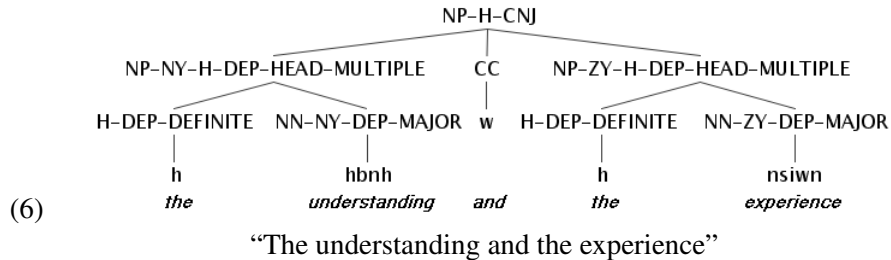 NP-H-CNJ
NP-NY-H-DEP-HEAD-MULTIPLE CC NP-ZY-H-DEP-HEAD-MULTIPLE
H-DEP-DEFINITE NN-NY-DEP-MAJOR w H-DEP-DEFINITE NN-ZY-DEP-MAJOR
h hbnh h nsiwn
(6) the understanding and the experience
“The understanding and the experience”